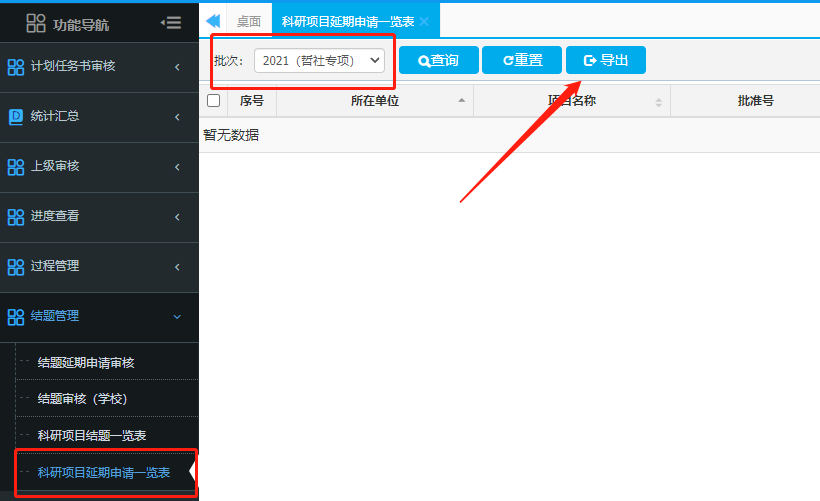 功能导航
计划任务书审核
统计汇总
上级审核
进度查看
过程管理
结题管理
结题延期申请审核
结题审核（学校）
科研项目结题一览表
科研项目延期申请一览表
桌面 科研项目延期申请一览表 ×
批次： 2021（哲社专项） 查询 重置 导出
序号 所在单位 项目名称 批准号
暂无数据